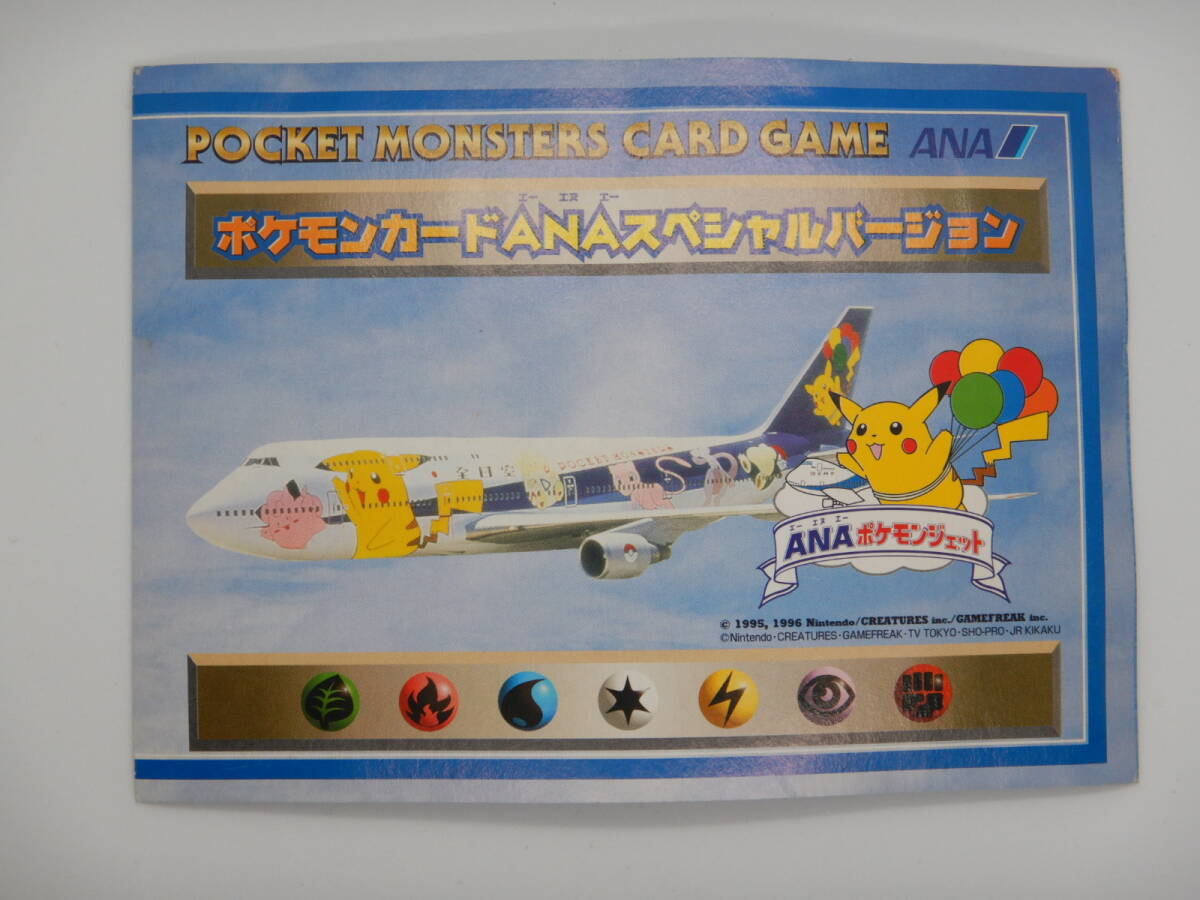 POCKET MONSTERS CARD GAME ANA
エー エヌ エー
ポケモンカードANAスペシャルバージョン
全日空 POCKET MONSTERS
エー エヌ エー
ANAポケモンジェット
© 1995, 1996 Nintendo/CREATURES inc./GAMEFREAK inc.
©Nintendo・CREATURES・GAMEFREAK・TV TOKYO・SHO-PRO・JR KIKAKU